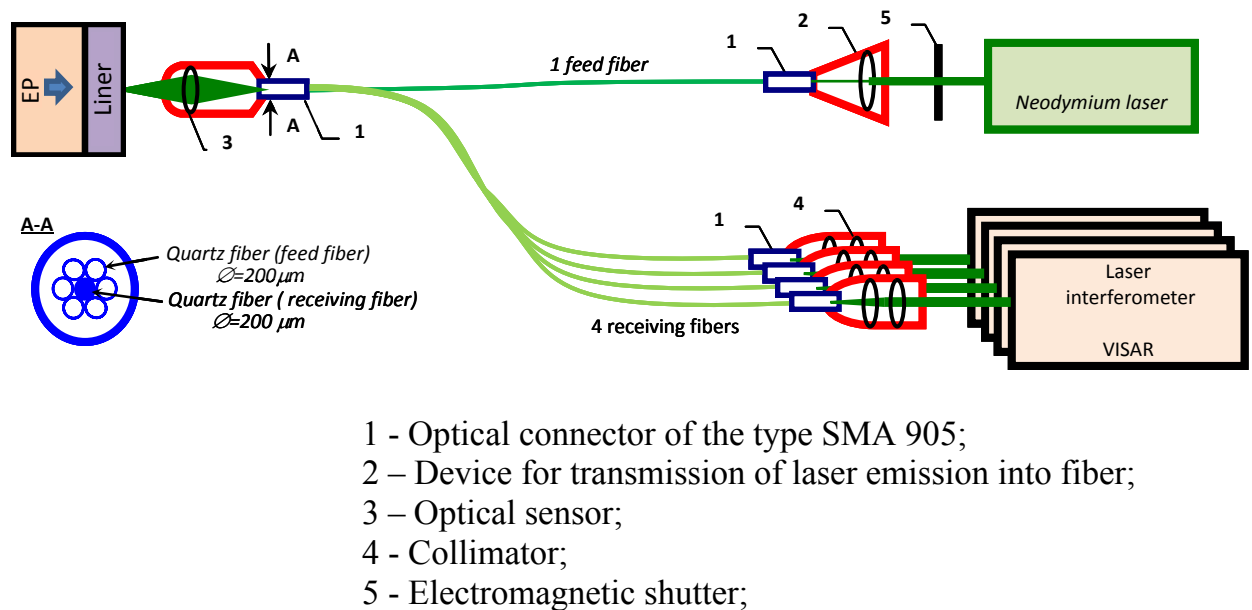 5
2
1
A
1 feed fiber
EP
Liner
Neodymium laser
A
3
1
A-A
Quartz fiber (feed fiber)
∅=200 μm
Quartz fiber ( receiving fiber)
∅=200 μm
1
4
4 receiving fibers
Laser
interferometer
VISAR
1 - Optical connector of the type SMA 905;
2 – Device for transmission of laser emission into fiber;
3 – Optical sensor;
4 - Collimator;
5 - Electromagnetic shutter;